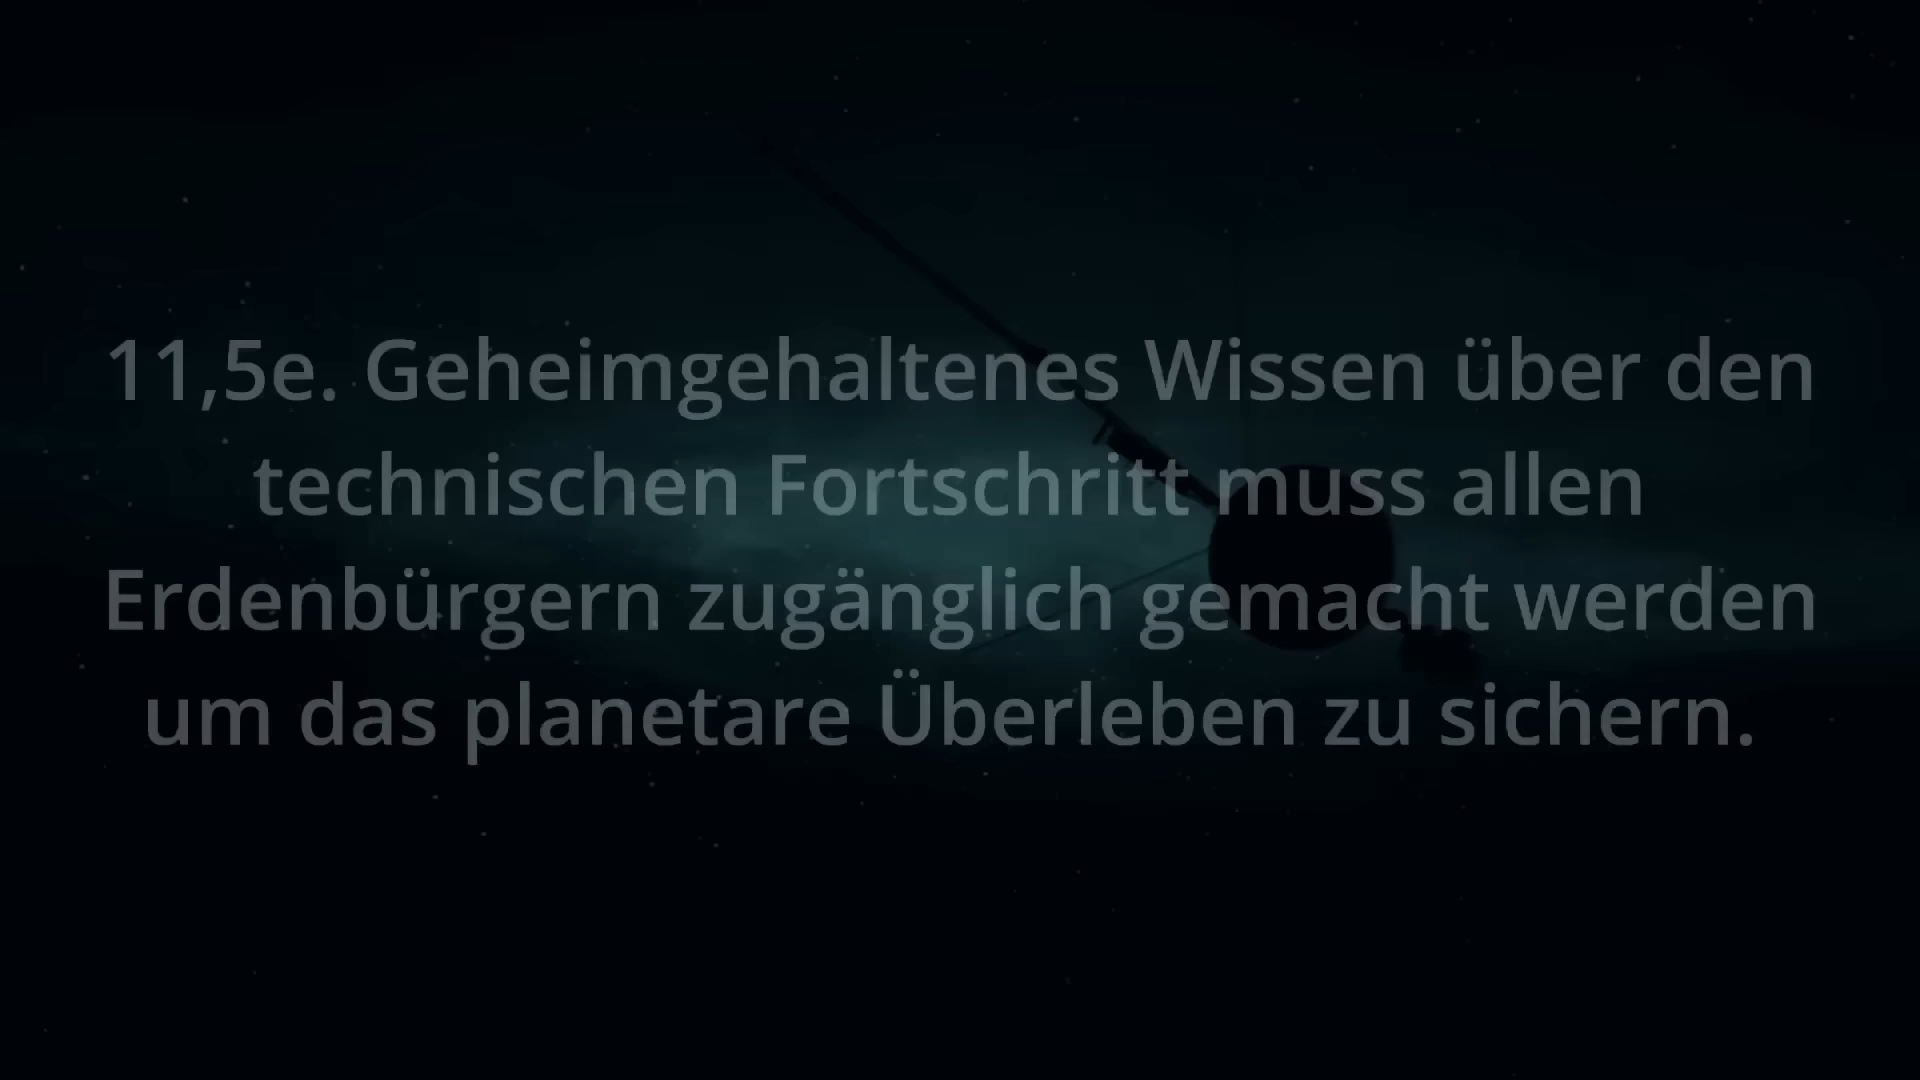 11,5e. Geheimgehaltenes Wissen über den
technischen Fortschritt muss allen
Erdenbürgern zugänglich gemacht werden
um das planetare Überleben zu sichern.